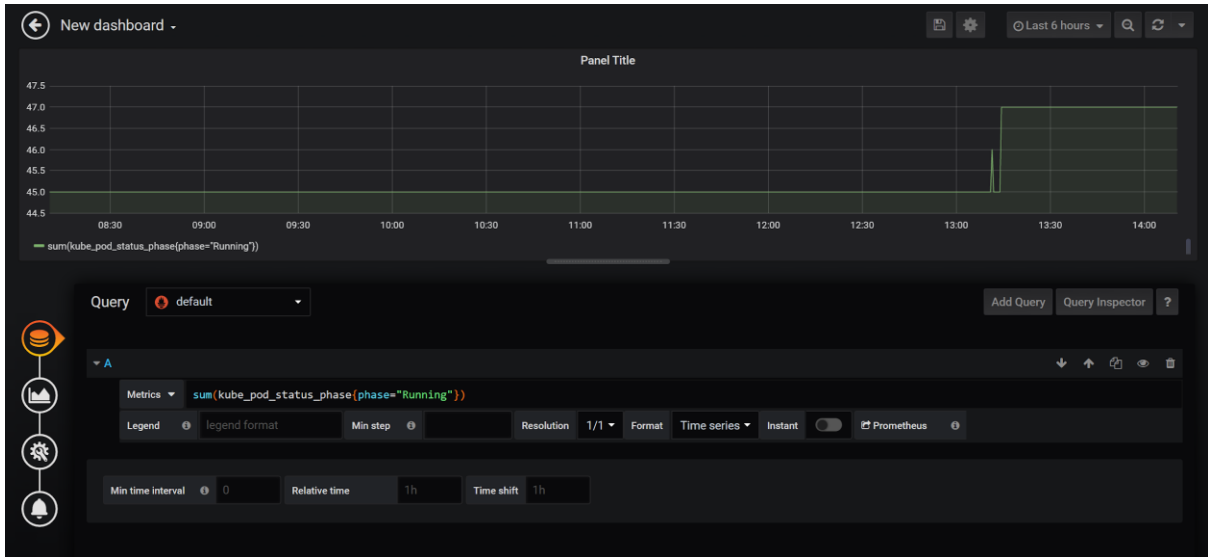 New dashboard
Last 6 hours
Panel Title
47.5
47.0
46.5
46.0
45.5
45.0
44.5
08:30 09:00 09:30 10:00 10:30 11:00 11:30 12:00 12:30 13:00 13:30 14:00
sum(kube_pod_status_phase{phase="Running"})
Query default Add Query Query Inspector ?
A
Metrics sum(kube_pod_status_phase{phase="Running"})
Legend legend format Min step Resolution 1/1 Format Time series Instant Prometheus
Min time interval 0 Relative time 1h Time shift 1h